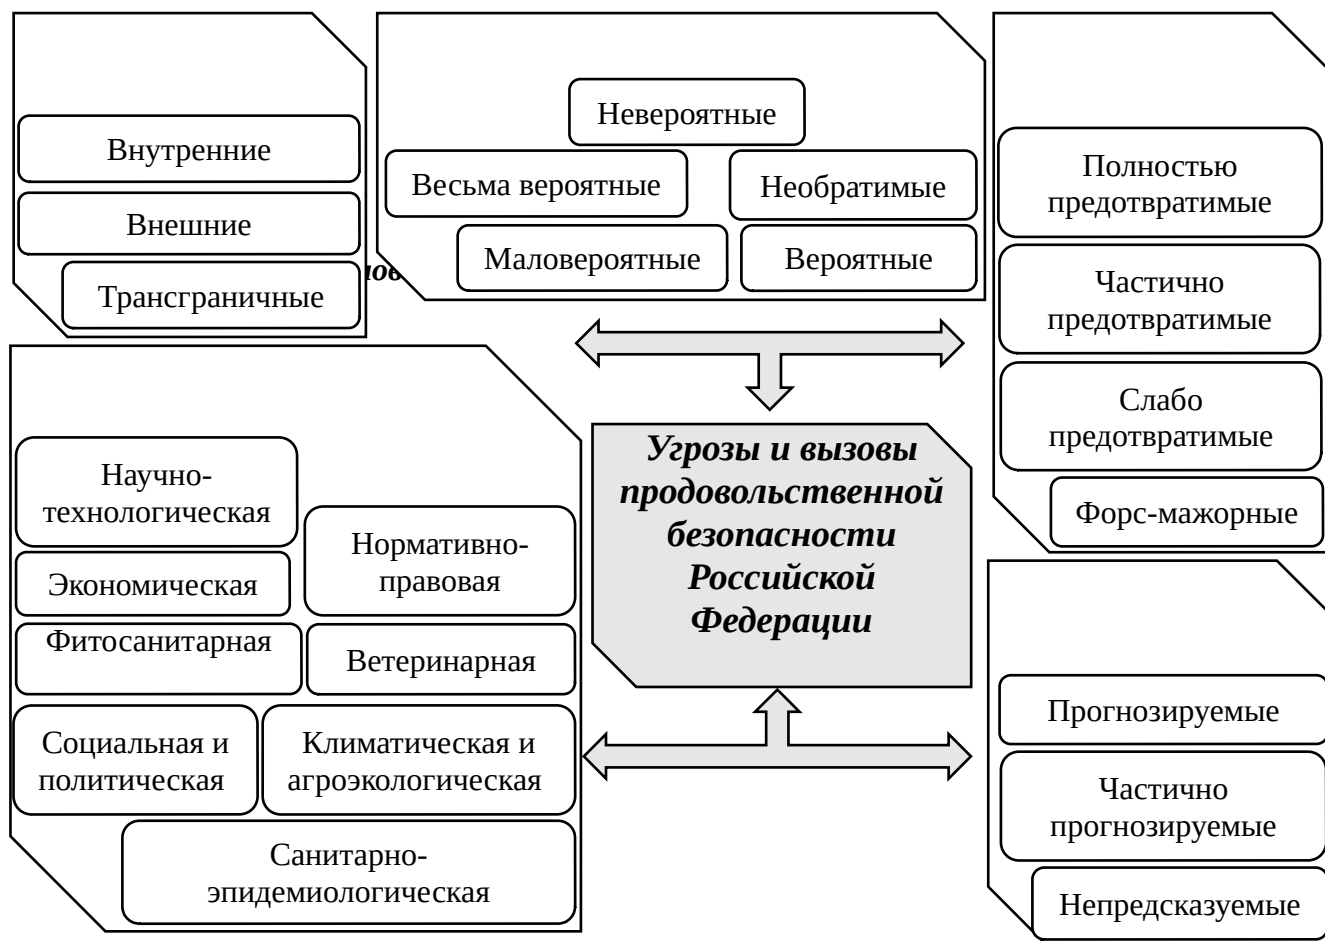 Внутренние
Внешние
Трансграничные
Невероятные
Весьма вероятные
Необратимые
Маловероятные
Вероятные
Полностью
предотвратимые
Частично
предотвратимые
Слабо
предотвратимые
Форс-мажорные
Научно-
технологическая
Нормативно-
правовая
Экономическая
Фитосанитарная
Ветеринарная
Социальная и
политическая
Климатическая и
агроэкологическая
Санитарно-
эпидемиологическая
Угрозы и вызовы
продовольственной
безопасности
Российской
Федерации
Прогнозируемые
Частично
прогнозируемые
Непредсказуемые